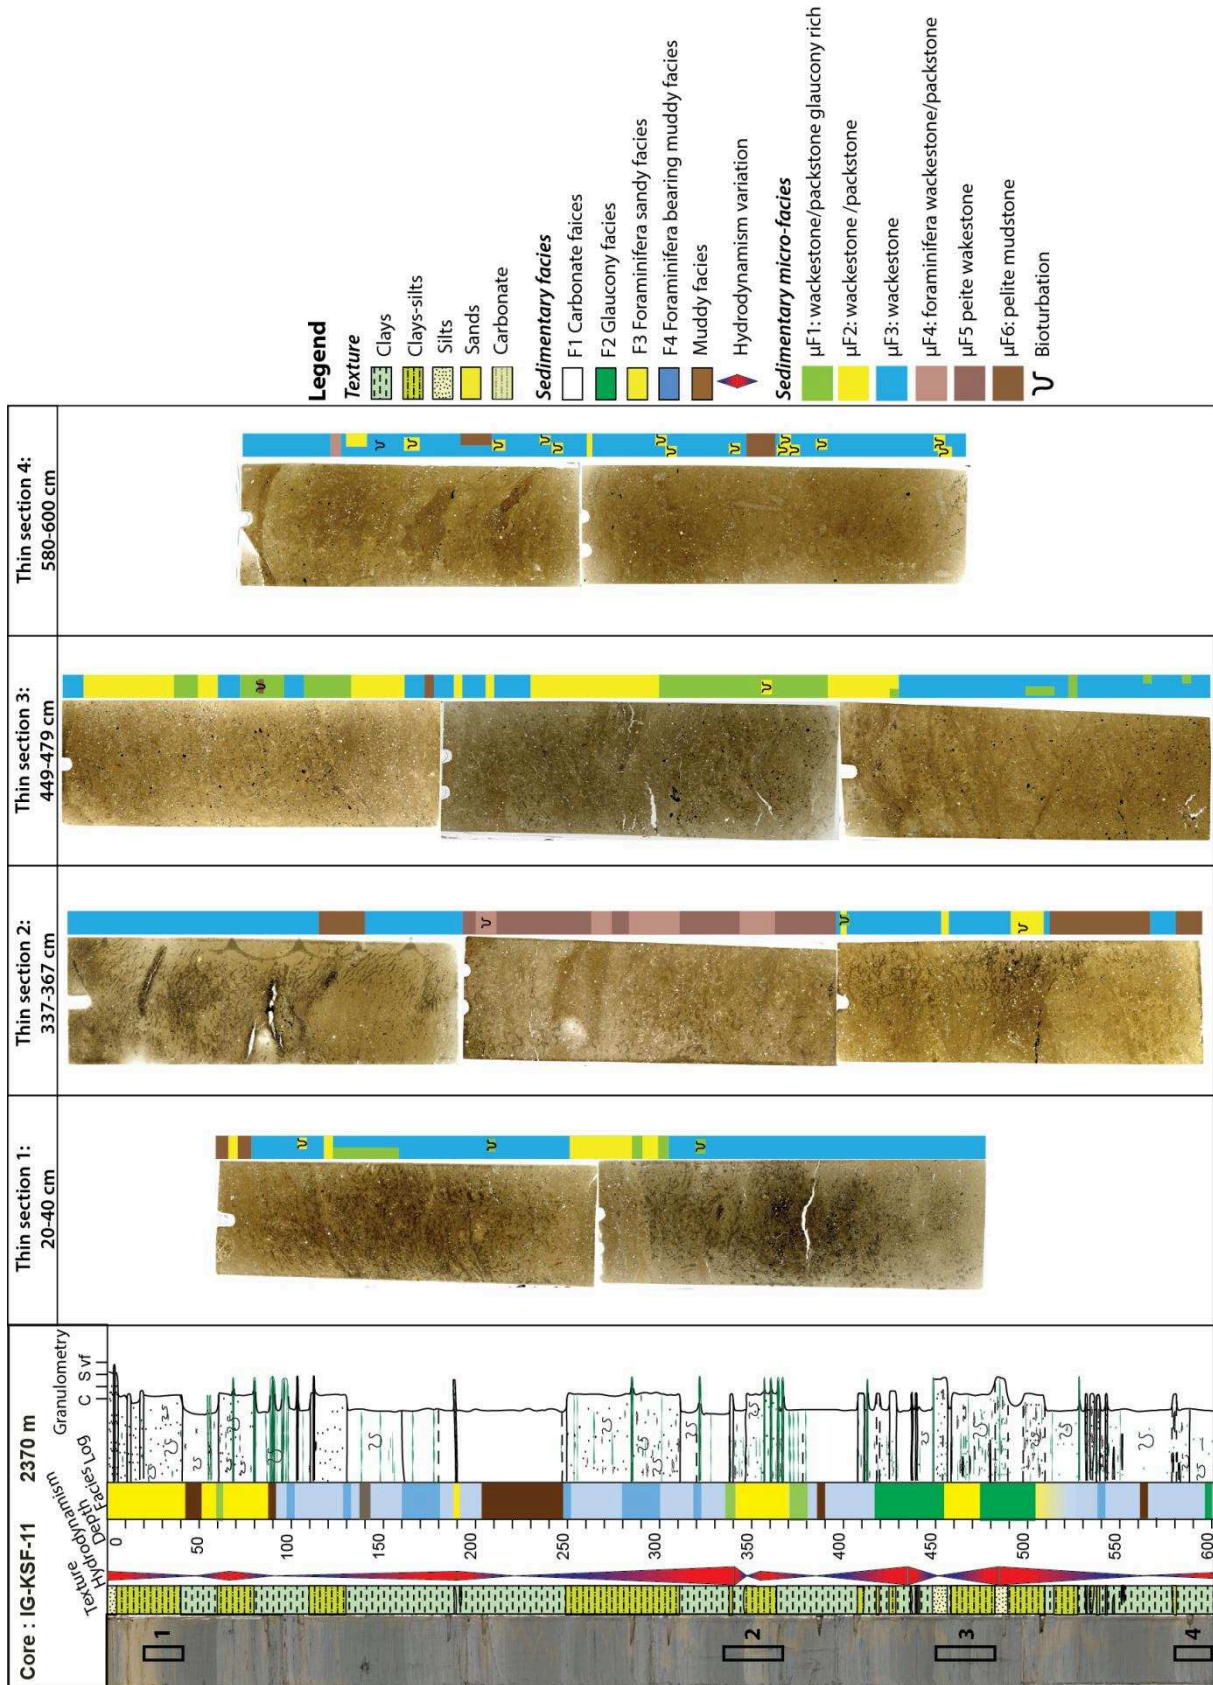 Core : IG-KSF-11
2370 m
Texture
Hydrodynamism
Depth
Facies Log
Granulometry
C S vf
0
50
100
150
200
250
300
350
400
450
500
550
600
1
2
3
4
Thin section 1:
20-40 cm
Thin section 2:
337-367 cm
Thin section 3:
449-479 cm
Thin section 4:
580-600 cm
Legend
Texture
Clays
Clays-silts
Silts
Sands
Carbonate
Sedimentary facies
F1 Carbonate faices
F2 Glaucony facies
F3 Foraminifera sandy facies
F4 Foraminifera bearing muddy facies
Muddy facies
Hydrodynamism variation
Sedimentary micro-facies
µF1: wackestone/packstone glaucony rich
µF2: wackestone /packstone
µF3: wackestone
µF4: foraminifera wackestone/packstone
µF5 peite wakestone
µF6: pelite mudstone
Bioturbation